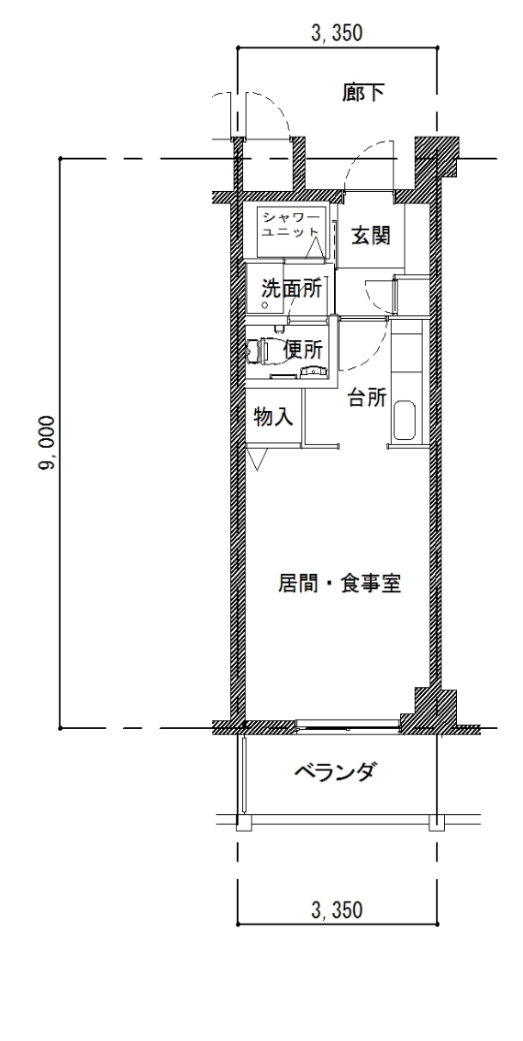 3,350
廊下
シャワー
ユニット
玄関
洗面所
便所
台所
物入
9,000
居間・食事室
ベランダ
3,350